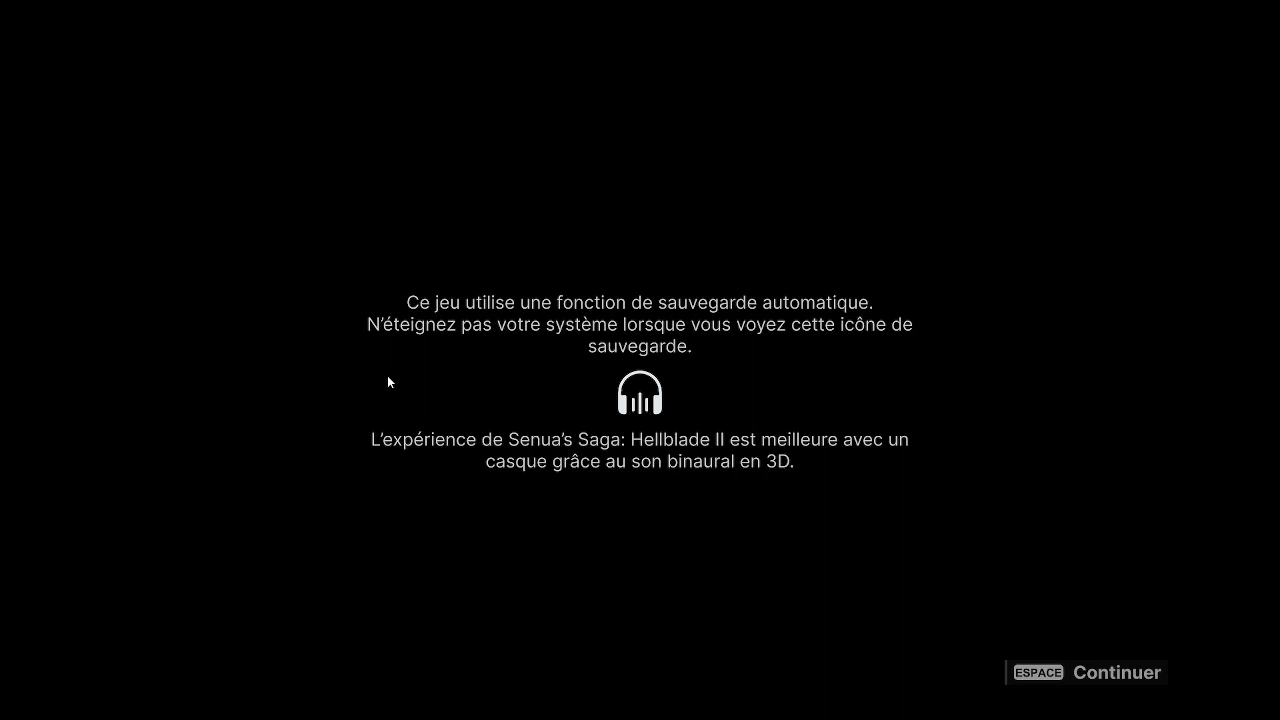 Ce jeu utilise une fonction de sauvegarde automatique.
N’éteignez pas votre système lorsque vous voyez cette icône de
sauvegarde.
L’expérience de Senua’s Saga: Hellblade II est meilleure avec un
casque grâce au son binaural en 3D.
ESPACE Continuer